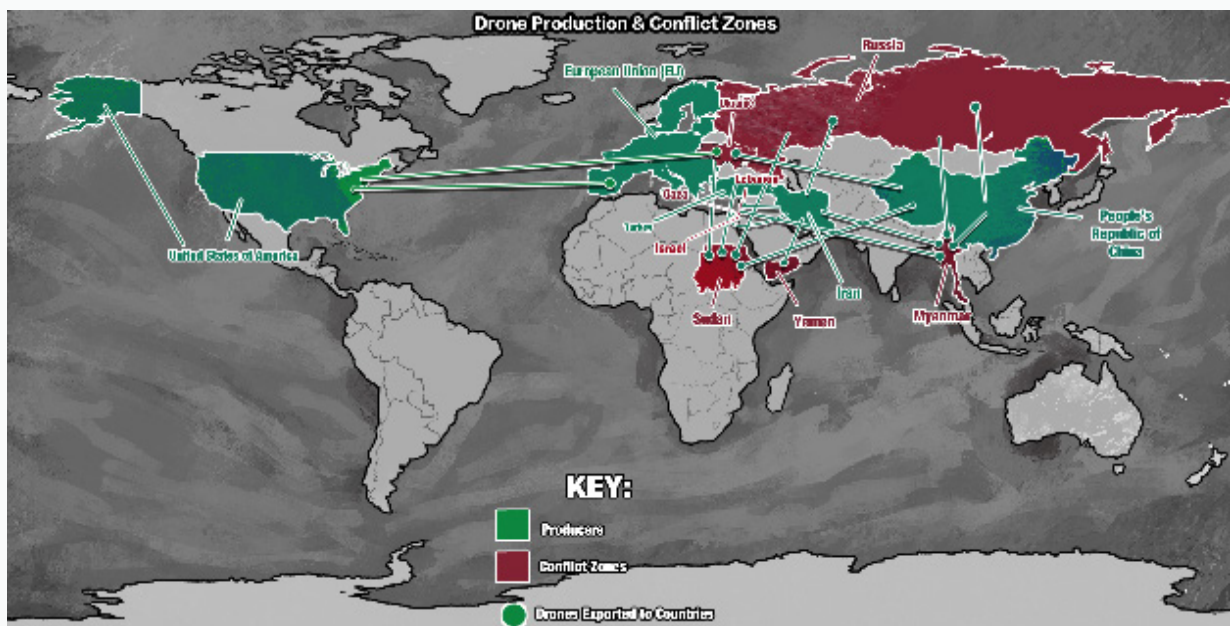 Drone Production & Conflict Zones
Russia
European Union (EU)
Ukraine
Lebanon
Gaza
Turkey
Israel
United States of America
People's
Republic of
China
Iran
Sudan
Yemen
Myanmar
KEY:
Producers
Conflict Zones
Drones Exported to Countries